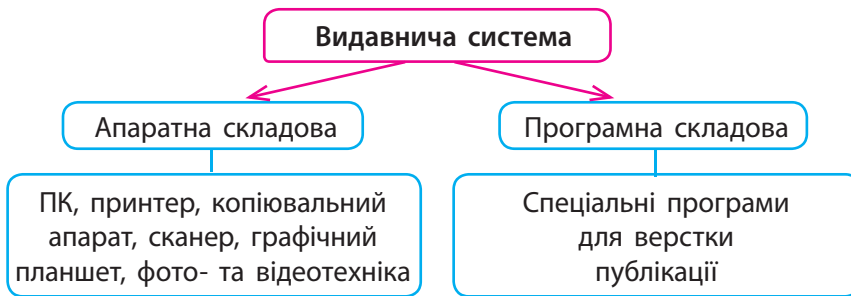 Видавнича система
Апаратна складова
Програмна складова
ПК, принтер, копіювальний
апарат, сканер, графічний
планшет, фото- та відеотехніка
Спеціальні програми
для верстки
публікації